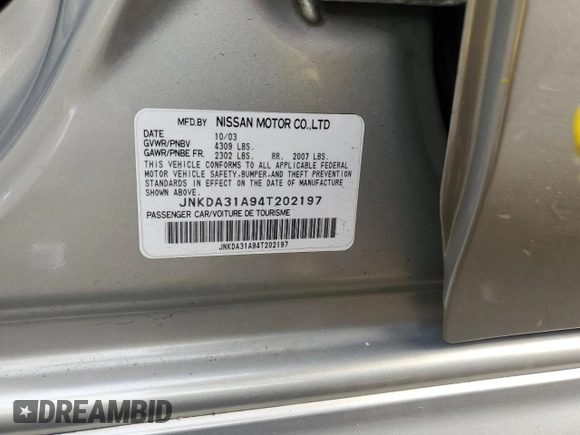 MFD.BY NISSAN MOTOR CO.,LTD
DATE 10/03
GVWR/PNBV 4309 LBS.
GAWR/PNBE FR. 2302 LBS. RR. 2007 LBS.
THIS VEHICLE CONFORMS TO ALL APPLICABLE FEDERAL
MOTOR VEHICLE SAFETY,BUMPER,AND THEFT PREVENTION
STANDARDS IN EFFECT ON THE DATE OF MANUFACTURE
SHOWN ABOVE.
JNKDA31A94T202197
PASSENGER CAR/VOITURE DE TOURISME
JNKDA31A94T202197
DREAMBID